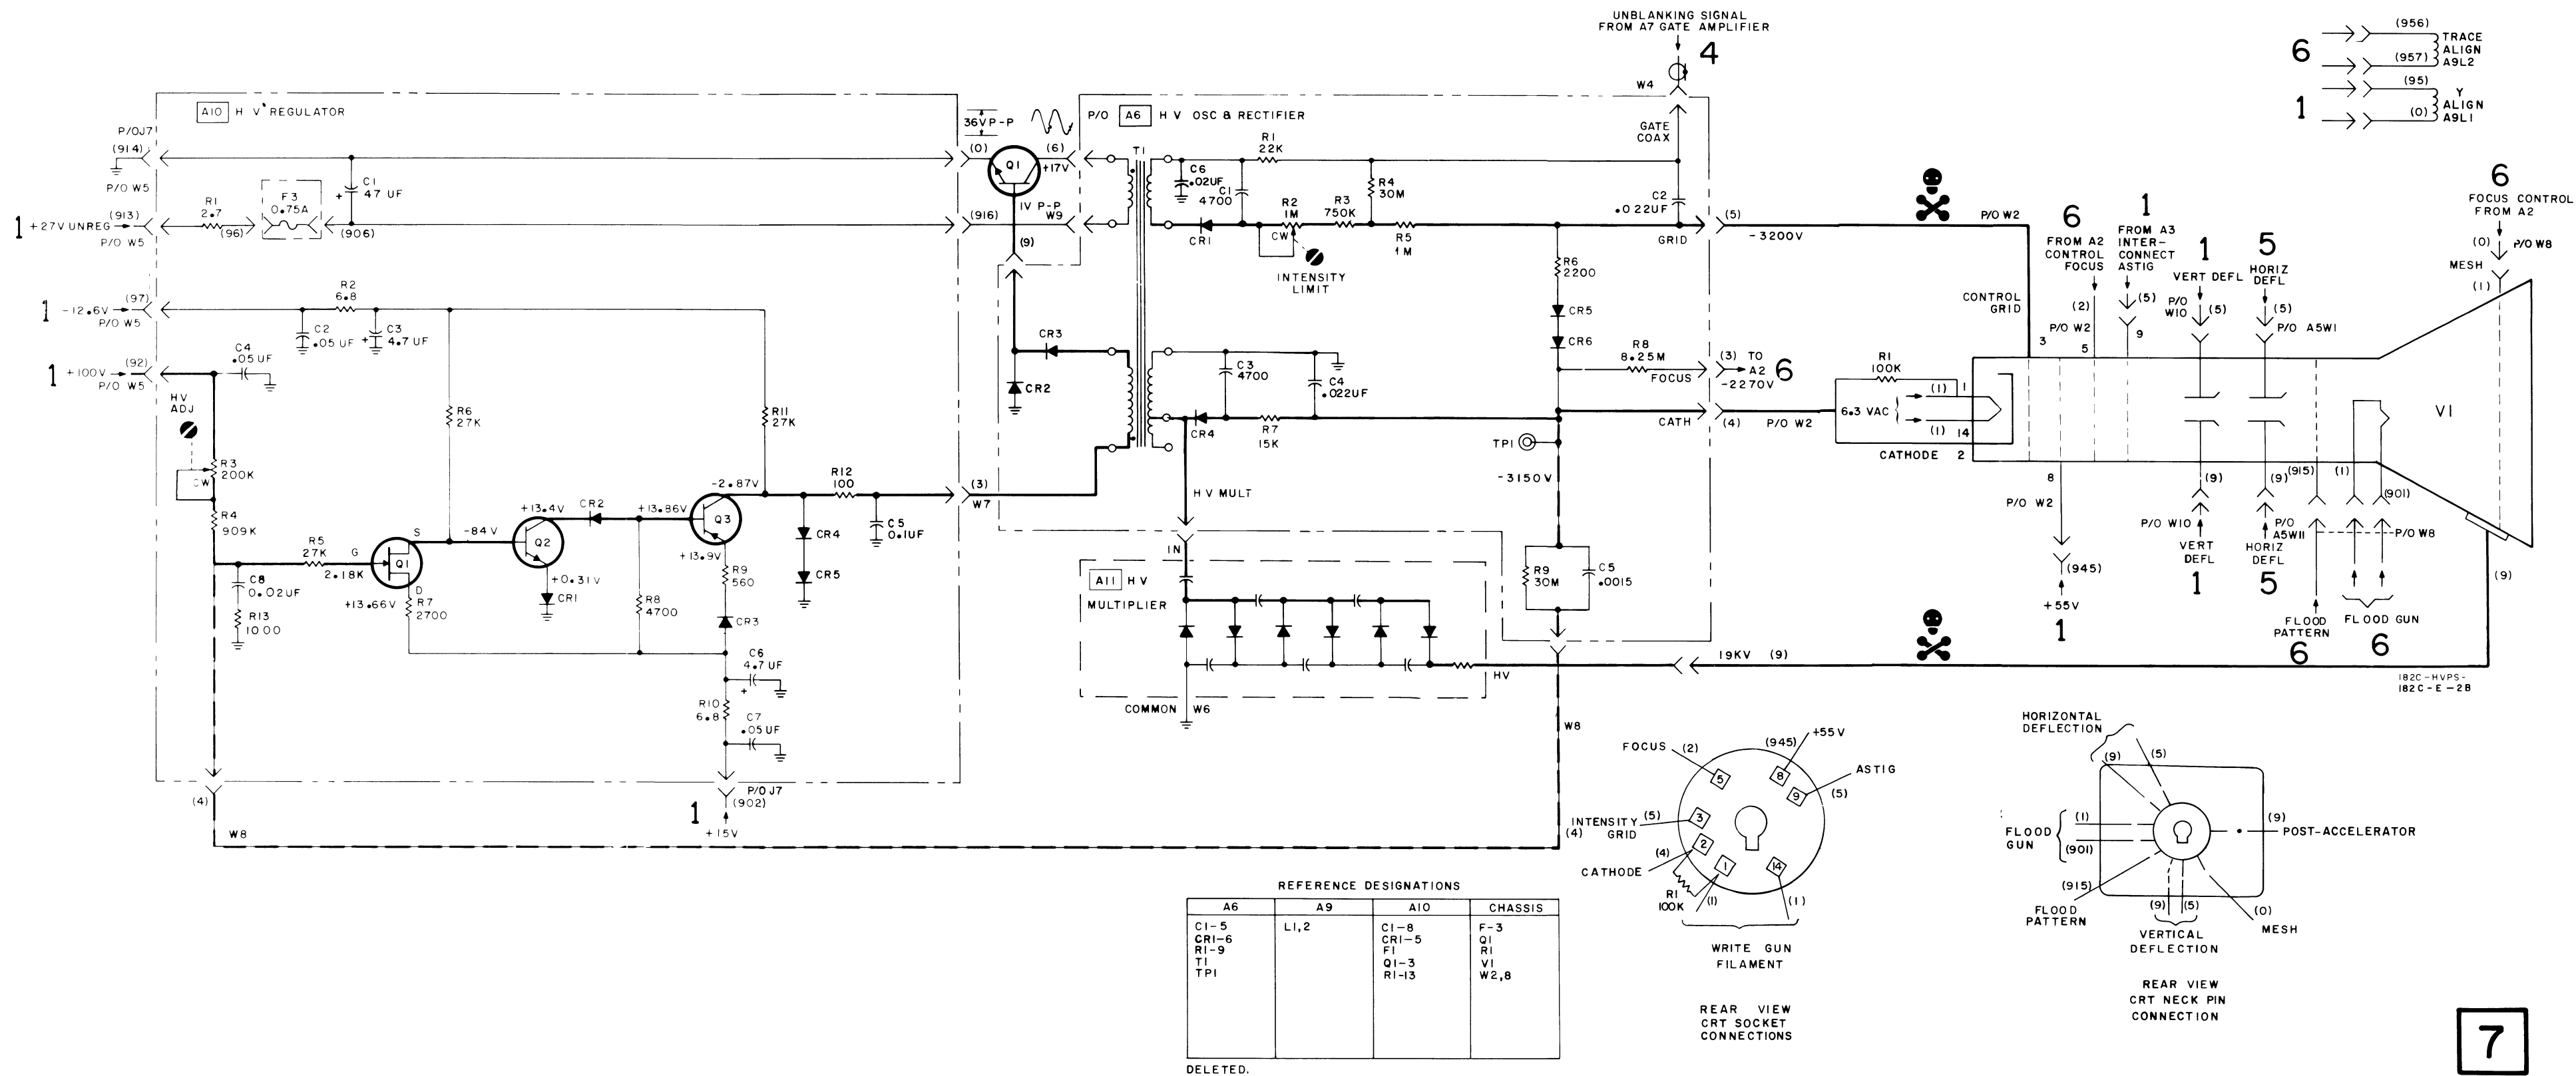 UNBLANKING SIGNAL
FROM A7 GATE AMPLIFIER
4
W4
GATE
COAX
(956)
6
TRACE
ALIGN
A9L2
(957)
(95)
1
Y
ALIGN
A9L1
(0)
A10 H V REGULATOR
P/OJ7
(914)
P/O W5
C1
47 UF
+
1 +27V UNREG (913)
P/O W5
R1
2.7
(96)
F3
0.75A
(906)
1 -12.6V (97)
P/O W5
R2
6.8
C2
.05 UF
C3
+ 4.7 UF
1 +100V (92)
P/O W5
C4
.05UF
HV
ADJ
R3
200K
CW
R4
909K
R5
27K
2.18K
G
S
D
Q1
+13.66V
C8
0.02UF
R13
1000
R7
2700
R6
27K
-84V
+13.4V
Q2
+0.31V
CR1
CR2
+13.86V
R8
4700
-2.87V
Q3
+13.9V
R9
560
CR3
C6
4.7 UF
+
R10
6.8
C7
.05UF
R11
27K
R12
100
CR4
CR5
C5
0.1UF
(3)
W7
(4)
W8
P/OJ7
(902)
1
+15V
36V P-P
(0)
Q1
(6)
+17V
(916)
1V P-P
W9
(9)
CR3
CR2
P/O A6 H V OSC & RECTIFIER
T1
C6
.02UF
C1
4700
R1
22K
R2
1M
CW
R3
750K
R4
30M
R5
1M
CR1
INTENSITY
LIMIT
C2
.022UF
GRID
(5)
-3200V
P/O W2
R6
2200
CR5
CR6
R8
8.25M
FOCUS
(3) TO
A2 6
-2270V
C3
4700
C4
.022UF
CR4
R7
15K
CATH
(4)
P/O W2
TP1
-3150V
H V MULT
IN
R9
30M
C5
.0015
A11 H V
MULTIPLIER
HV
COMMON
W6
19KV (9)
W8
(4)
CONTROL
GRID
6
FROM A2
CONTROL
FOCUS
(2)
P/O W2
3
5
1
FROM A3
INTER-
CONNECT
ASTIG
(5)
9
1
VERT DEFL
P/O
W10
(5)
5
HORIZ
DEFL
(5)
P/O A5W1
6
FOCUS CONTROL
FROM A2
(0) P/O W8
MESH
(1)
R1
100K
6.3 VAC
(1) 1
(1) 14
CATHODE 2
V1
8
P/O W2
(945)
+55V
1
(9)
P/O W10
VERT
DEFL
1
(9)
P/O
A5W11
HORIZ
DEFL
5
(915)
(1)
(901)
P/O W8
FLOOD
PATTERN
6
FLOOD GUN
6
(9)
182C-HVPS-
182C-E-2B
FOCUS (2)
(945) +55V
ASTIG
(5)
5
8
9
INTENSITY (5)
GRID
3
(4)
CATHODE
2
1
14
R1
100K
(1)
(1)
WRITE GUN
FILAMENT
REAR VIEW
CRT SOCKET
CONNECTIONS
HORIZONTAL
DEFLECTION
(9)
(5)
(1)
FLOOD
GUN
(901)
(9)
POST-ACCELERATOR
(915)
FLOOD
PATTERN
(9) (5)
(0)
MESH
VERTICAL
DEFLECTION
REAR VIEW
CRT NECK PIN
CONNECTION
REFERENCE DESIGNATIONS
A6 A9 A10 CHASSIS
C1-5 L1,2 C1-8 F-3
CR1-6 CR1-5 Q1
R1-9 F1 R1
T1 Q1-3 V1
TP1 R1-13 W2,8
DELETED.
7